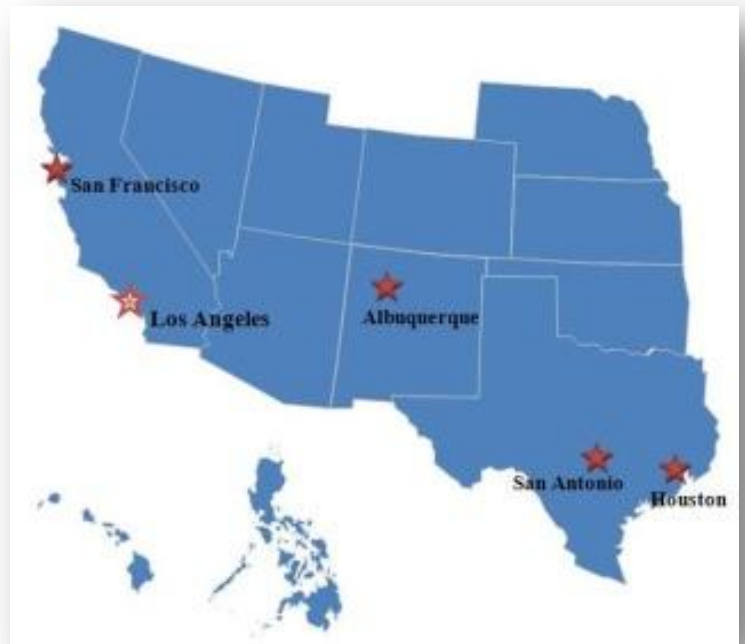 San Francisco
Los Angeles
Albuquerque
San Antonio
Houston